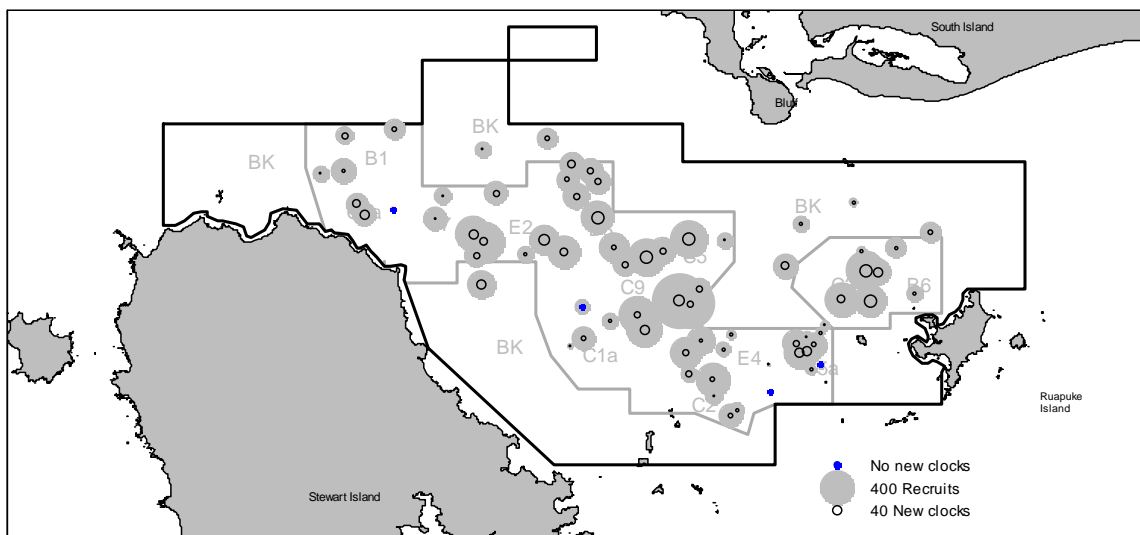 South Island
Bluff
BK
BK
B1
E2
BK
B6
C9
BK
C1a
E4
C2
Ruapuke
Island
Stewart Island
No new clocks
400 Recruits
40 New clocks